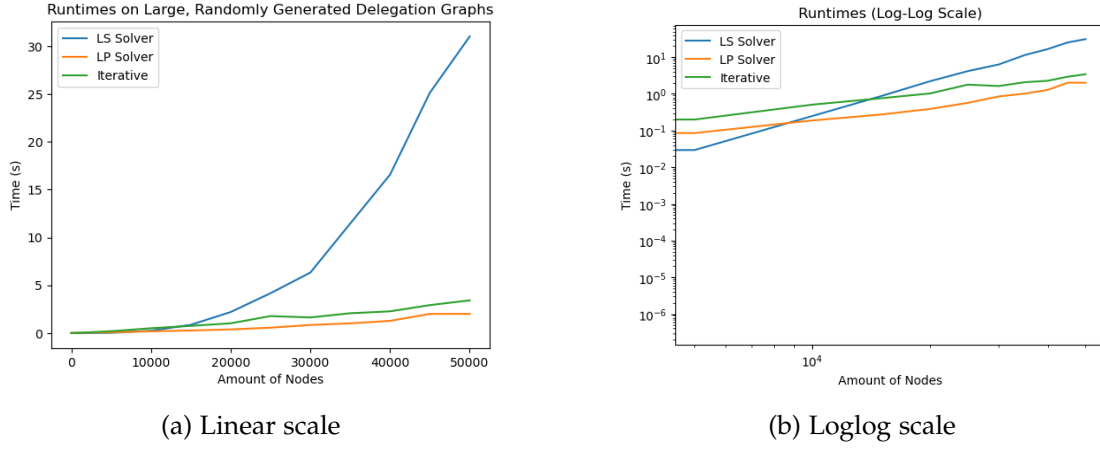 Runtimes on Large, Randomly Generated Delegation Graphs
LS Solver
LP Solver
Iterative
30
25
20
15
10
5
0
Time (s)
0 10000 20000 30000 40000 50000
Amount of Nodes
(a) Linear scale
Runtimes (Log-Log Scale)
LS Solver
LP Solver
Iterative
10^1
10^0
10^-1
10^-2
10^-3
10^-4
10^-5
10^-6
Time (s)
10^4
Amount of Nodes
(b) Loglog scale